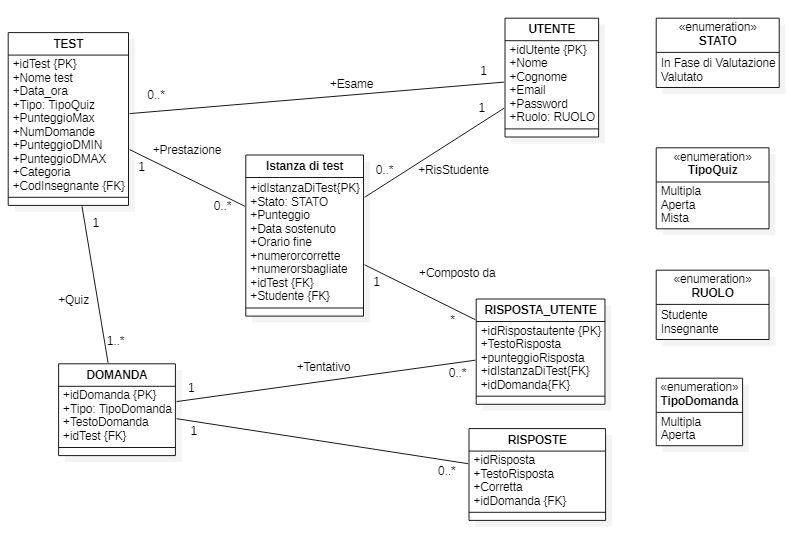 TEST
+idTest {PK}
+Nome test
+Data_ora
+Tipo: TipoQuiz
+PunteggioMax
+NumDomande
+PunteggioDMIN
+PunteggioDMAX
+Categoria
+CodInsegnante {FK}
0..*
+Esame
1
UTENTE
+idUtente {PK}
+Nome
+Cognome
+Email
+Password
+Ruolo: RUOLO
«enumeration»
STATO
In Fase di Valutazione
Valutato
1
+Prestazione
0..*
Istanza di test
+idIstanzaDiTest{PK}
+Stato: STATO
+Punteggio
+Data sostenuto
+Orario fine
+numerorcorrette
+numerorsbagliate
+idTest {FK}
+Studente {FK}
0..*
+RisStudente
1
«enumeration»
TipoQuiz
Multipla
Aperta
Mista
1
+Quiz
1..*
1
+Composto da
*
RISPOSTA_UTENTE
+idRispostautente {PK}
+TestoRisposta
+punteggioRisposta
+idIstanzaDiTest{FK}
+idDomanda{FK}
«enumeration»
RUOLO
Studente
Insegnante
DOMANDA
+idDomanda {PK}
+Tipo: TipoDomanda
+TestoDomanda
+idTest {FK}
1
+Tentativo
0..*
«enumeration»
TipoDomanda
Multipla
Aperta
1
0..*
RISPOSTE
+idRisposta
+TestoRisposta
+Corretta
+idDomanda {FK}